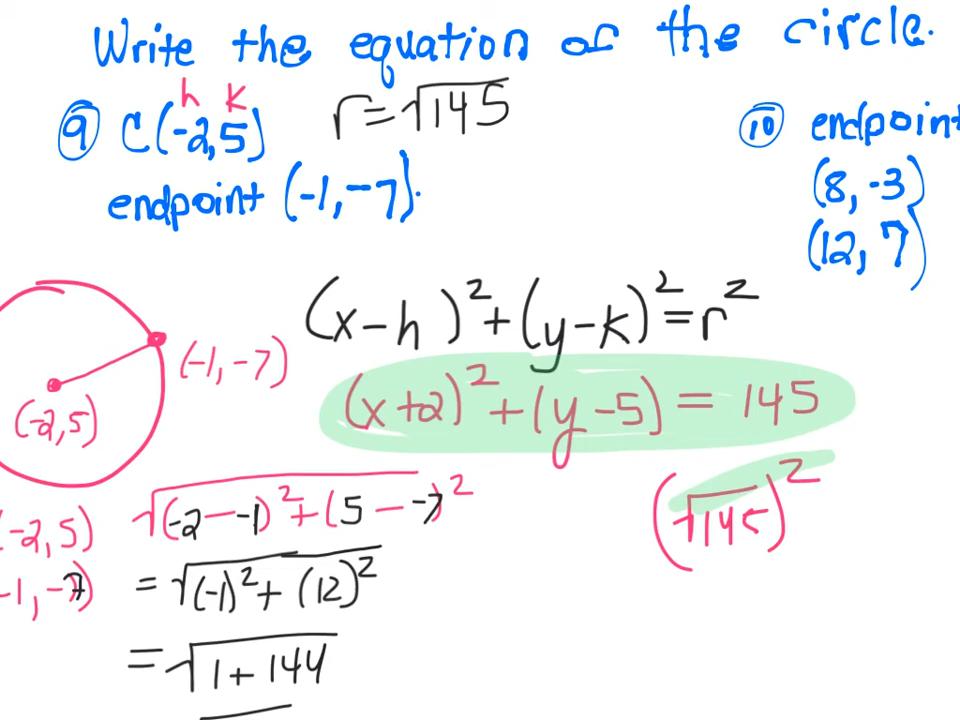 Write the equation of the circle.
h k
⑨ C(-2,5) r=√145
endpoint (-1,-7).
⑩ endpoint
(8, -3)
(12, 7)
(x-h)²+(y-k)²=r²
(x+2)²+(y-5)=145
(-1,-7)
(-2,5)
(√145)²
(-2,5)
-1,-7)
√(-2--1)²+(5--7)²
=√(-1)²+(12)²
=√1+144